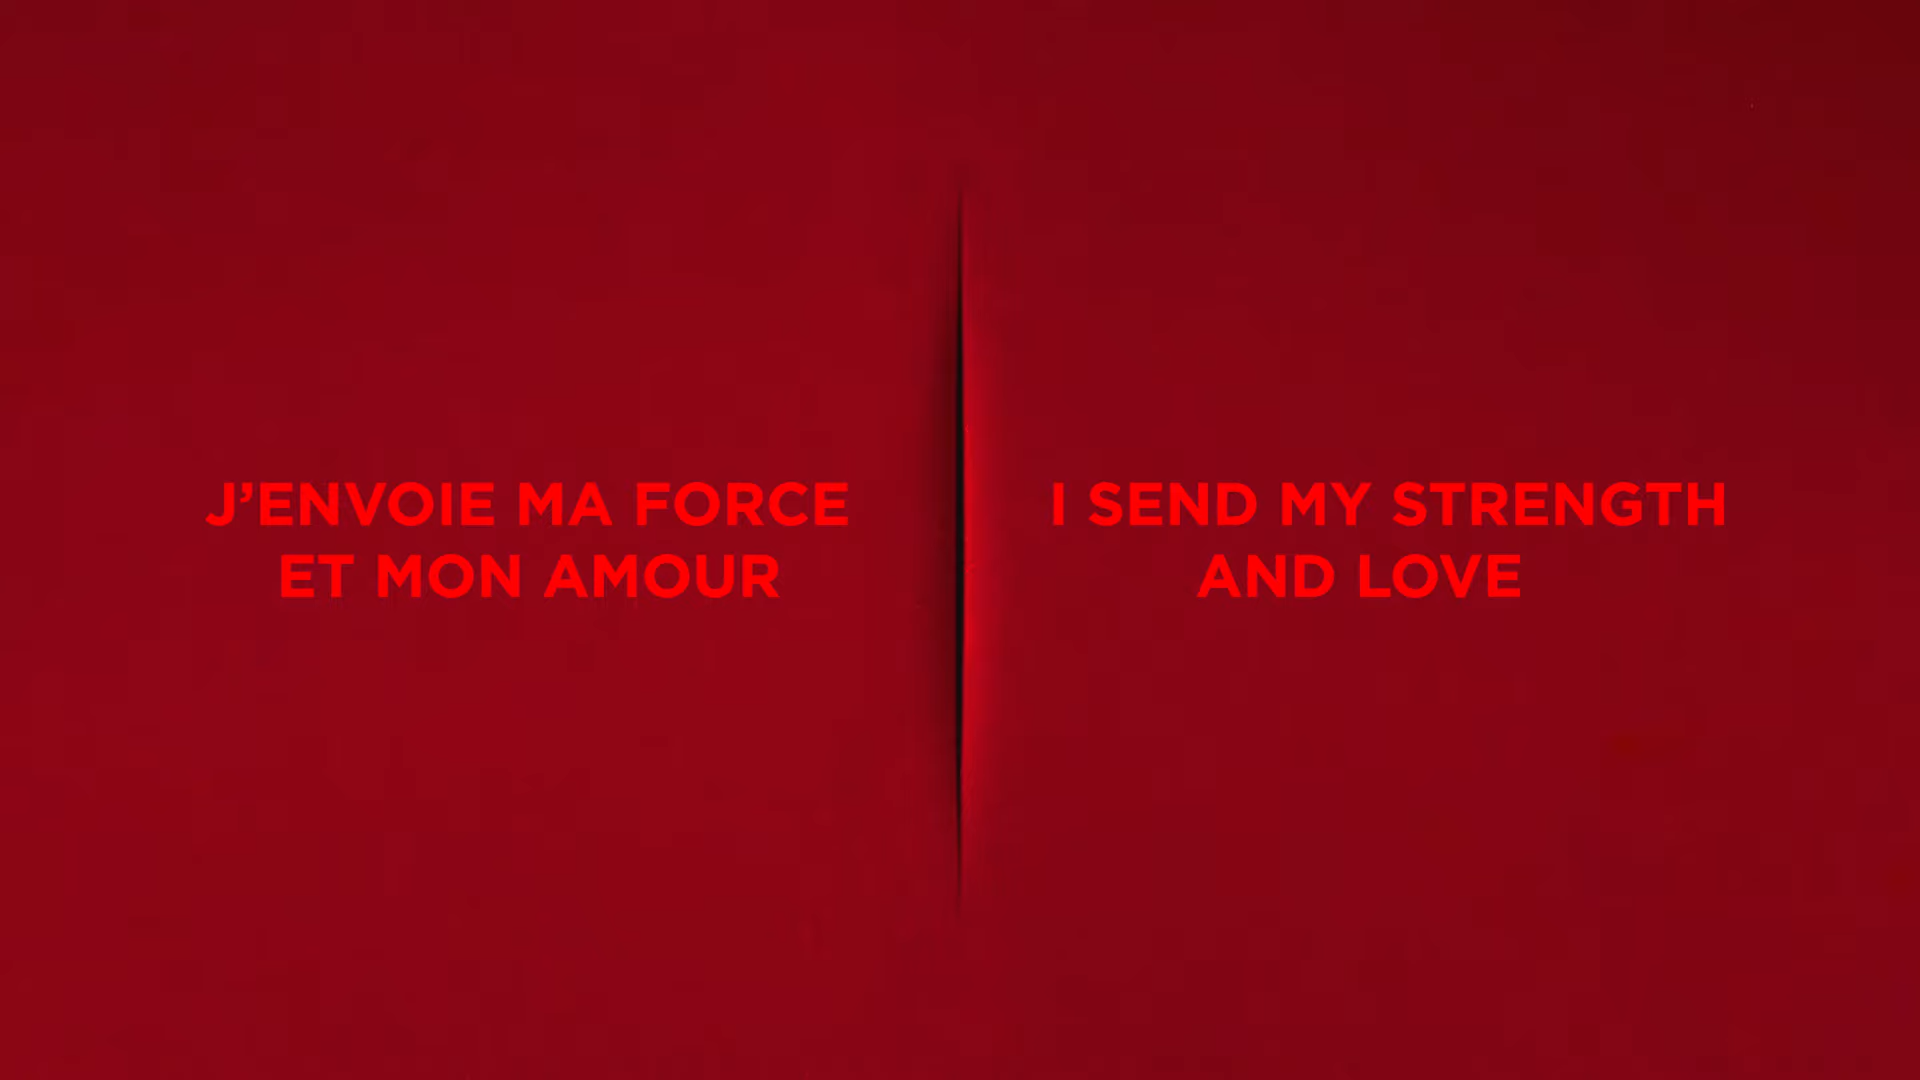 J’ENVOIE MA FORCE
ET MON AMOUR
I SEND MY STRENGTH
AND LOVE